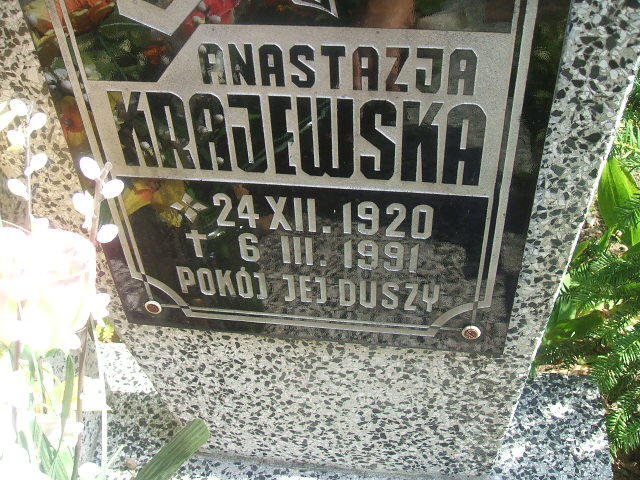 ANASTAZJA
KRAJEWSKA
24 XII. 1920
† 6 III. 1991
POKÓJ JEJ DUSZY